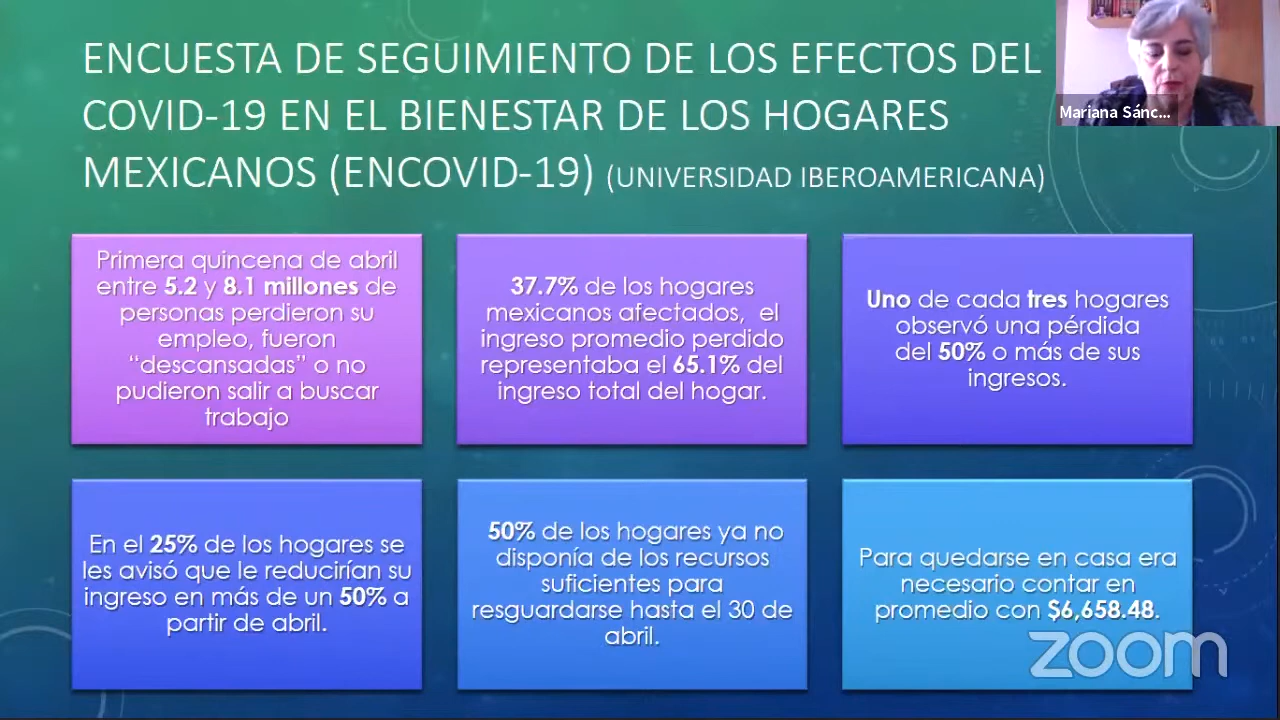 ENCUESTA DE SEGUIMIENTO DE LOS EFECTOS DEL
COVID-19 EN EL BIENESTAR DE LOS HOGARES
MEXICANOS (ENCOVID-19) (UNIVERSIDAD IBEROAMERICANA)
Mariana Sánc...
Primera quincena de abril
entre 5.2 y 8.1 millones de
personas perdieron su
empleo, fueron
“descansadas” o no
pudieron salir a buscar
trabajo
37.7% de los hogares
mexicanos afectados, el
ingreso promedio perdido
representaba el 65.1% del
ingreso total del hogar.
Uno de cada tres hogares
observó una pérdida
del 50% o más de sus
ingresos.
En el 25% de los hogares se
les avisó que le reducirían su
ingreso en más de un 50% a
partir de abril.
50% de los hogares ya no
disponía de los recursos
suficientes para
resguardarse hasta el 30 de
abril.
Para quedarse en casa era
necesario contar en
promedio con $6,658.48.
zoom